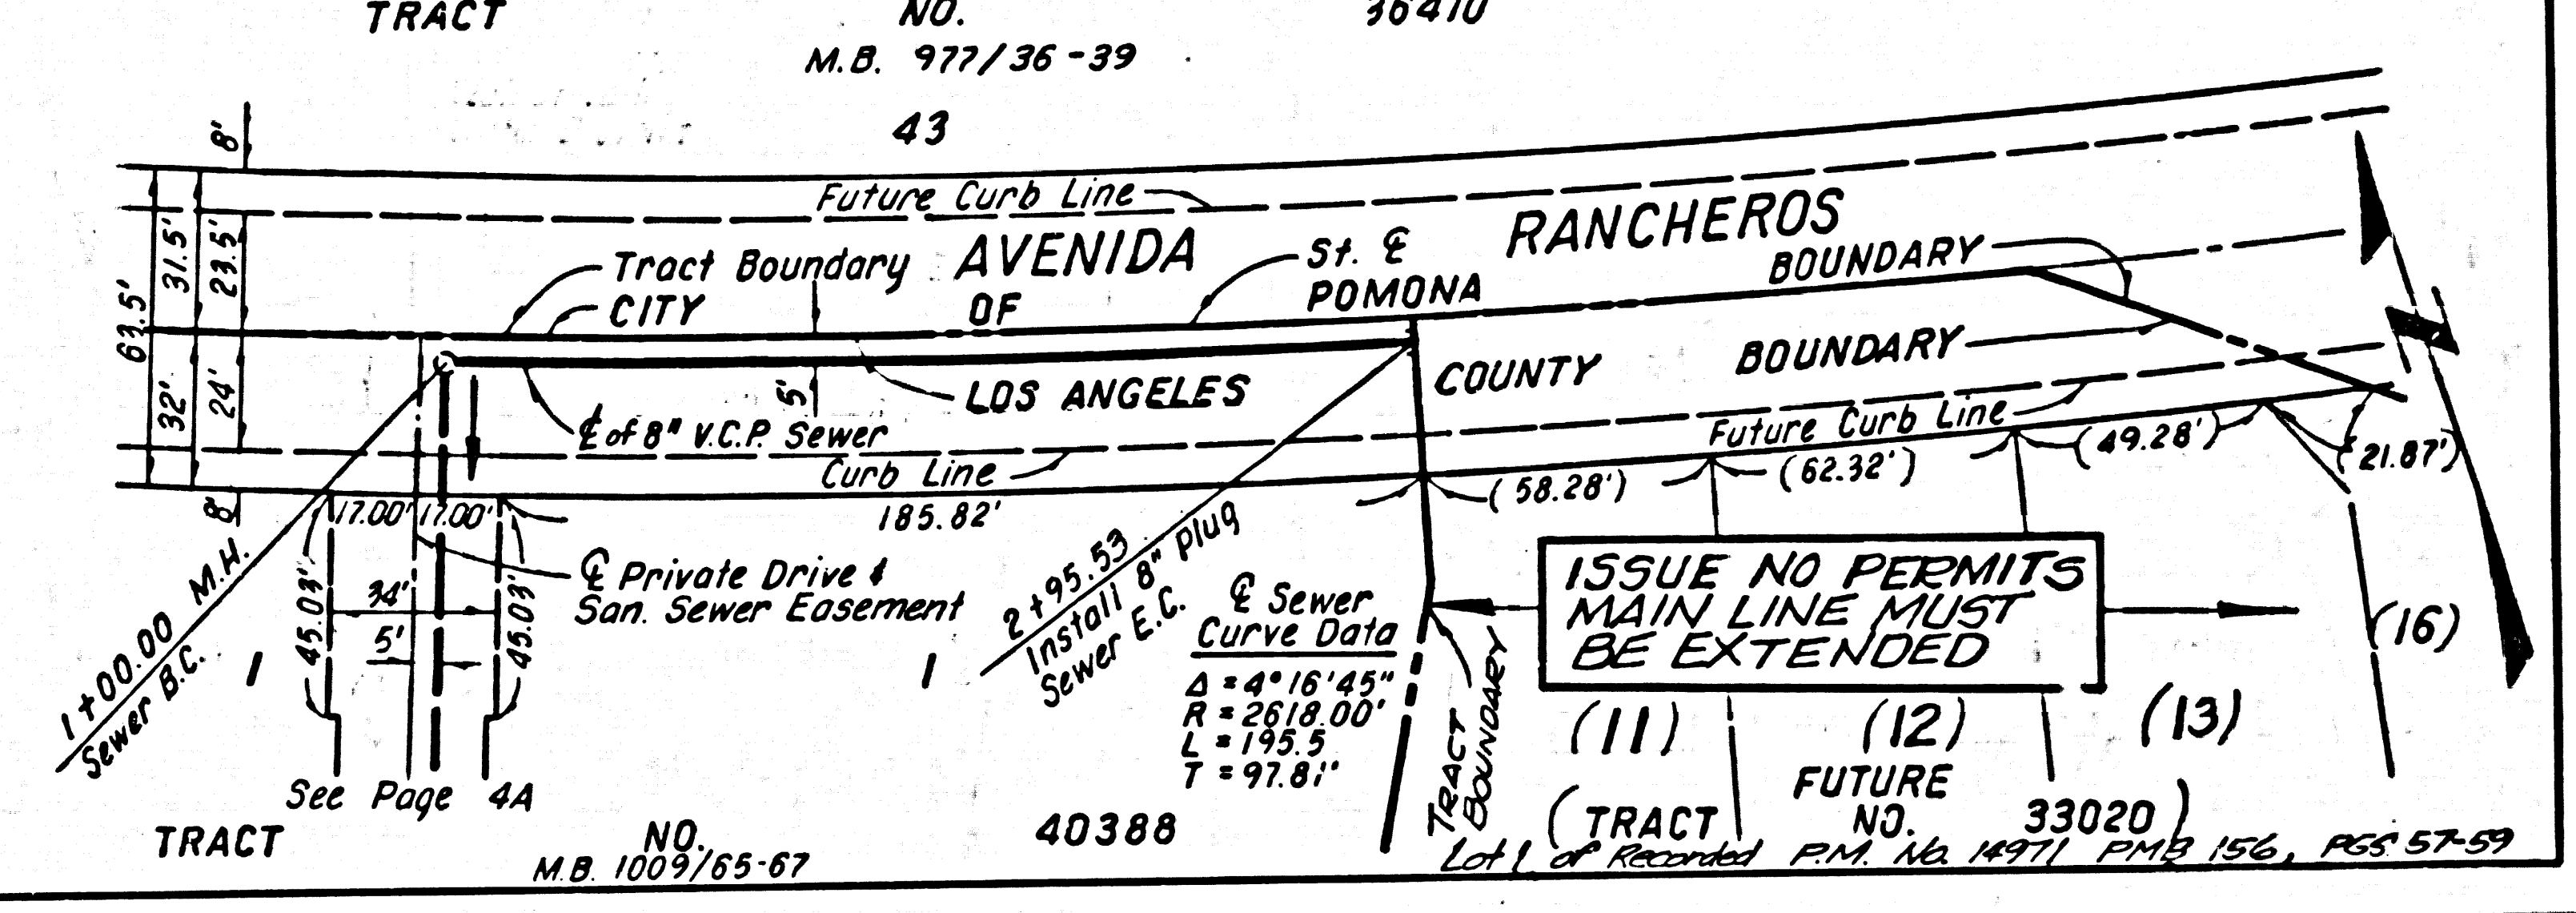 TRACT NO. 36410
M.B. 977/36-39
43
8'
Future Curb Line
63.5'
31.5'
23.5'
32'
24'
8'
AVENIDA RANCHEROS
Tract Boundary
St. ℄
BOUNDARY
CITY OF POMONA
LOS ANGELES COUNTY
BOUNDARY
5'
℄ of 8" V.C.P. Sewer
Curb Line
Future Curb Line
17.00' 17.00'
185.82'
(58.28')
(62.32')
(49.28')
(21.87')
1+00.00 M.H.
Sewer B.C.
45.03'
34'
5'
45.03'
℄ Private Drive &
San. Sewer Easement
2+95.53
Install 8" Plug
Sewer E.C.
℄ Sewer
Curve Data
Δ = 4°16'45"
R = 2618.00'
L = 195.5
T = 97.81'
ISSUE NO PERMITS
MAIN LINE MUST
BE EXTENDED
1
1
TRACT
BOUNDARY
(11)
(12)
(13)
(16)
See Page 4A
TRACT NO. 40388
M.B. 1009/65-67
FUTURE
(TRACT NO. 33020)
Lot 1 of Recorded P.M. No. 14971 PMB 156, PGS 57-59